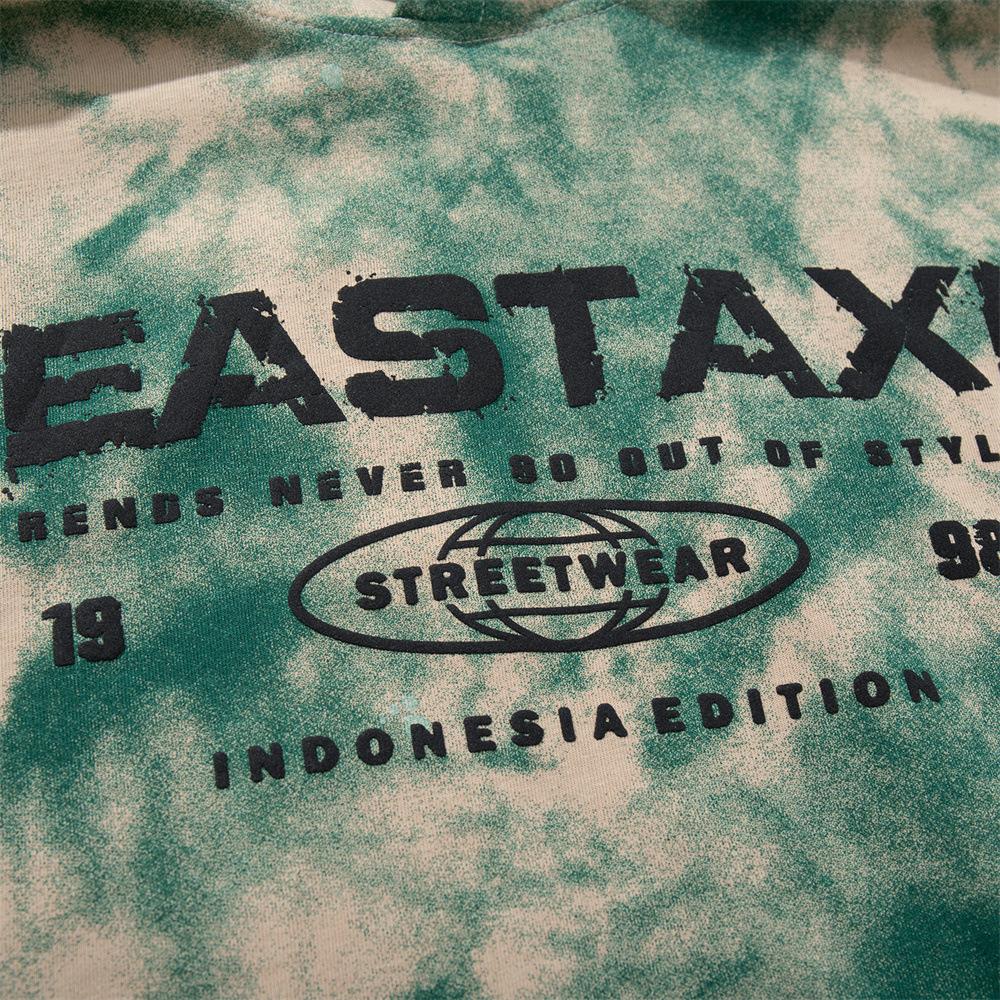 EASTAX
RENDS NEVER GO OUT OF STYL
STREETWEAR
19 98
INDONESIA EDITION